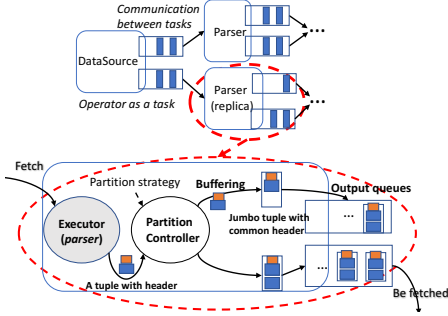 Communication
between tasks
Parser
...
DataSource
Operator as a task
Parser
(replica)
...
Fetch
Partition strategy
Buffering
Output queues
Executor
(parser)
Partition
Controller
Jumbo tuple with
common header
...
A tuple with header
...
Be fetched